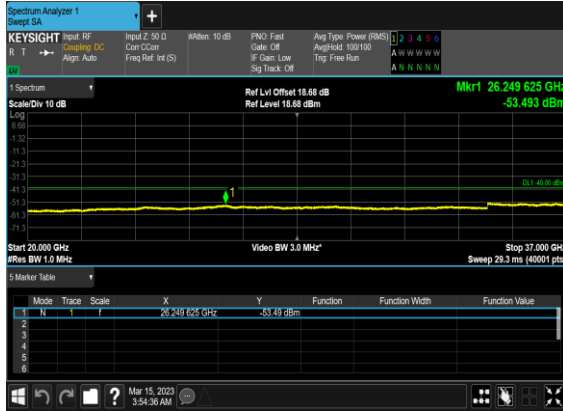 Spectrum Analyzer 1
Swept SA
+
KEYSIGHT Input: RF Input Z: 50 Ω #Atten: 10 dB PNO: Fast Avg Type: Power (RMS) 1 2 3 4 5 6
R T Coupling: DC Corr CCorr Gate: Off Avg|Hold: 100/100 A W W W W W
Align: Auto Freq Ref: Int (S) IF Gain: Low Trig: Free Run
Sig Track: Off A N N N N N
1 Spectrum Ref Lvl Offset 18.68 dB Mkr1 26.249 625 GHz
Scale/Div 10 dB Ref Level 18.68 dBm -53.493 dBm
Log
8.68
-1.32
-11.3
-21.3
-31.3
DL1 -40.00 dBm
-41.3
1
-51.3
-61.3
-71.3
Start 20.000 GHz Video BW 3.0 MHz* Stop 37.000 GHz
#Res BW 1.0 MHz Sweep 29.3 ms (40001 pts
5 Marker Table
Mode Trace Scale X Y Function Function Width Function Value
1 N 1 f 26.249 625 GHz -53.49 dBm
2
3
4
5
6
? Mar 15, 2023
3:54:36 AM